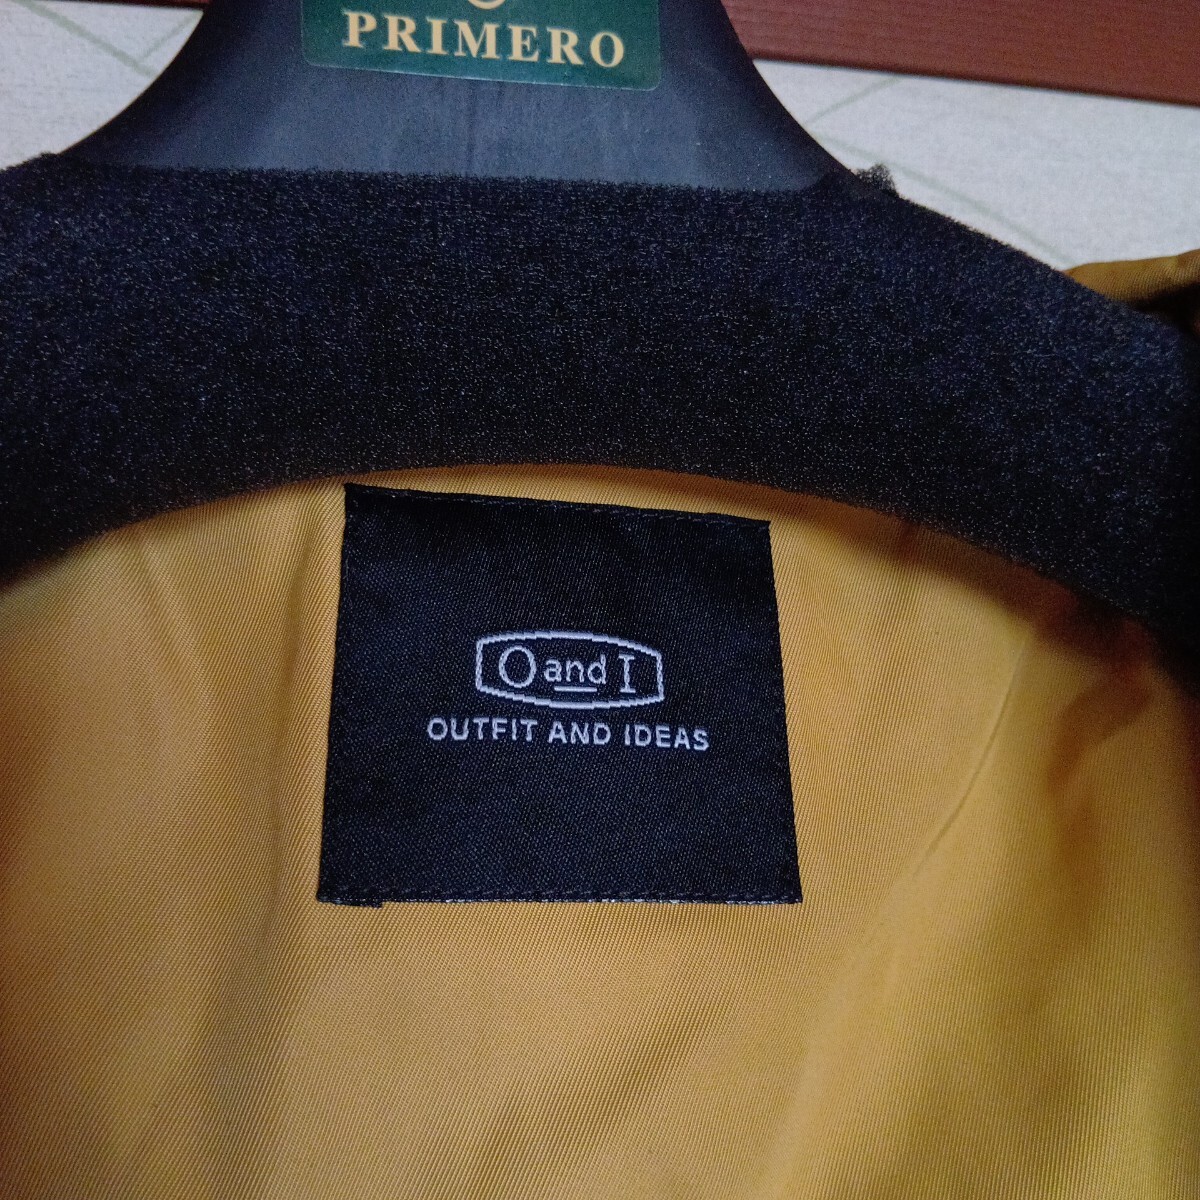 PRIMERO
O and I
OUTFIT AND IDEAS